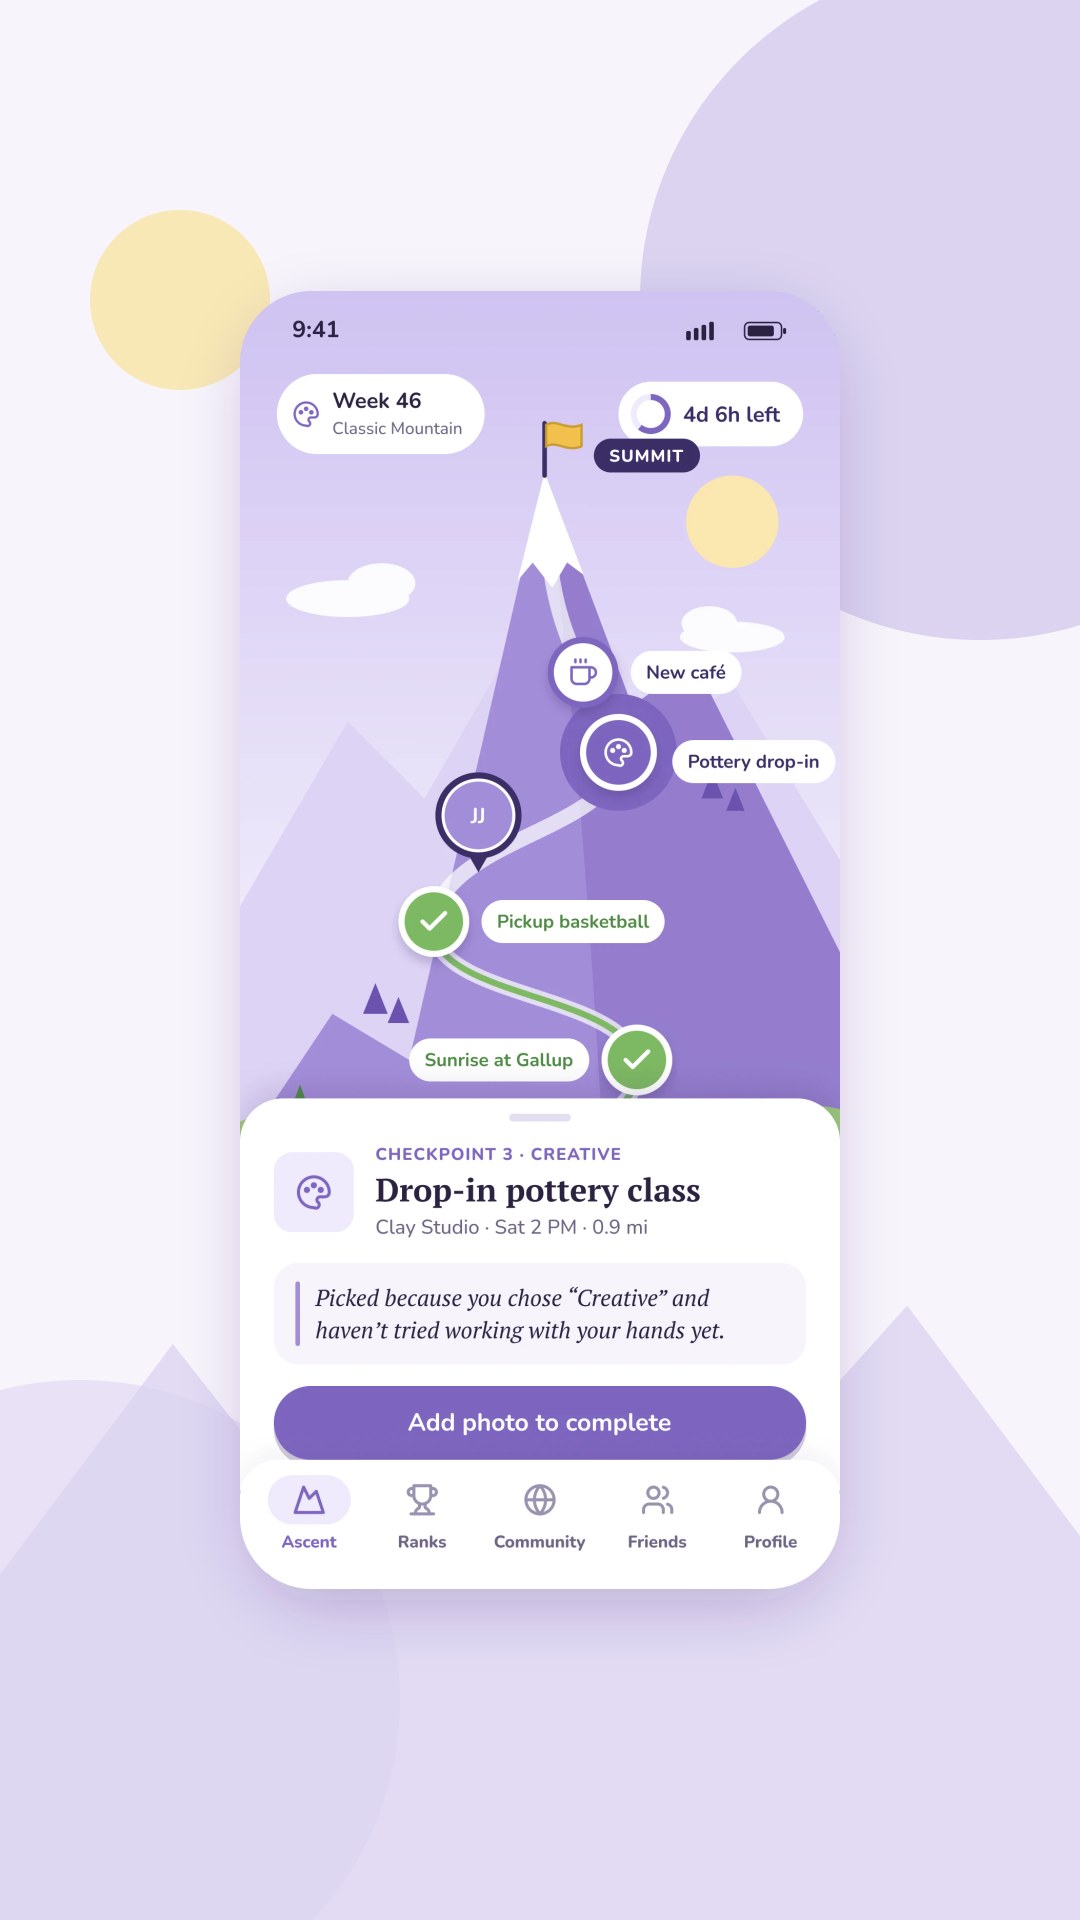 9:41
Week 46
Classic Mountain
4d 6h left
SUMMIT
New café
Pottery drop-in
JJ
Pickup basketball
Sunrise at Gallup
CHECKPOINT 3 · CREATIVE
Drop-in pottery class
Clay Studio · Sat 2 PM · 0.9 mi
Picked because you chose “Creative” and
haven’t tried working with your hands yet.
Add photo to complete
Ascent
Ranks
Community
Friends
Profile